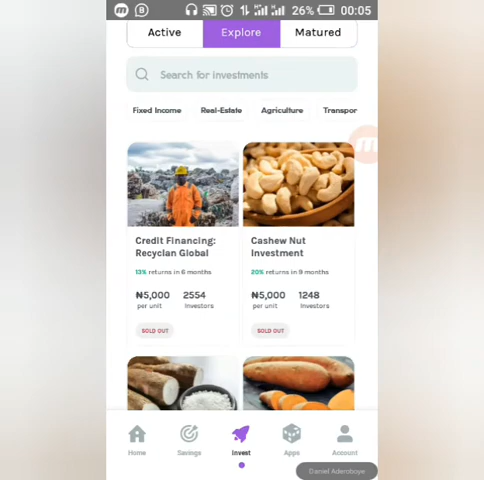 26% 00:05
Active Explore Matured
Search for investments
Fixed Income Real-Estate Agriculture Transpor
Credit Financing:
Recyclan Global
13% returns in 6 months
₦5,000 2554
per unit Investors
SOLD OUT
Cashew Nut
Investment
20% returns in 9 months
₦5,000 1248
per unit Investors
SOLD OUT
Home Savings Invest Apps Account
Daniel Ademboye